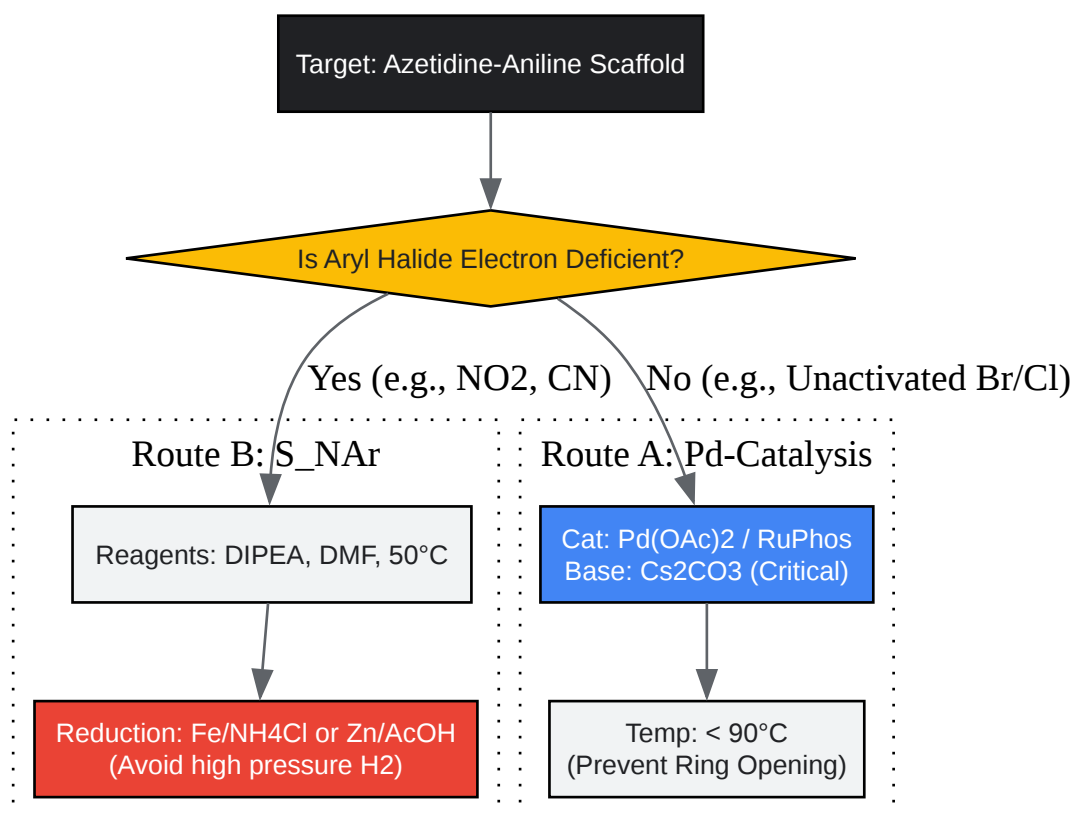 Target: Azetidine-Aniline Scaffold
Is Aryl Halide Electron Deficient?
Yes (e.g., NO2, CN)
No (e.g., Unactivated Br/Cl)
Route B: S_NAr
Route A: Pd-Catalysis
Reagents: DIPEA, DMF, 50°C
Cat: Pd(OAc)2 / RuPhos
Base: Cs2CO3 (Critical)
Reduction: Fe/NH4Cl or Zn/AcOH
(Avoid high pressure H2)
Temp: < 90°C
(Prevent Ring Opening)